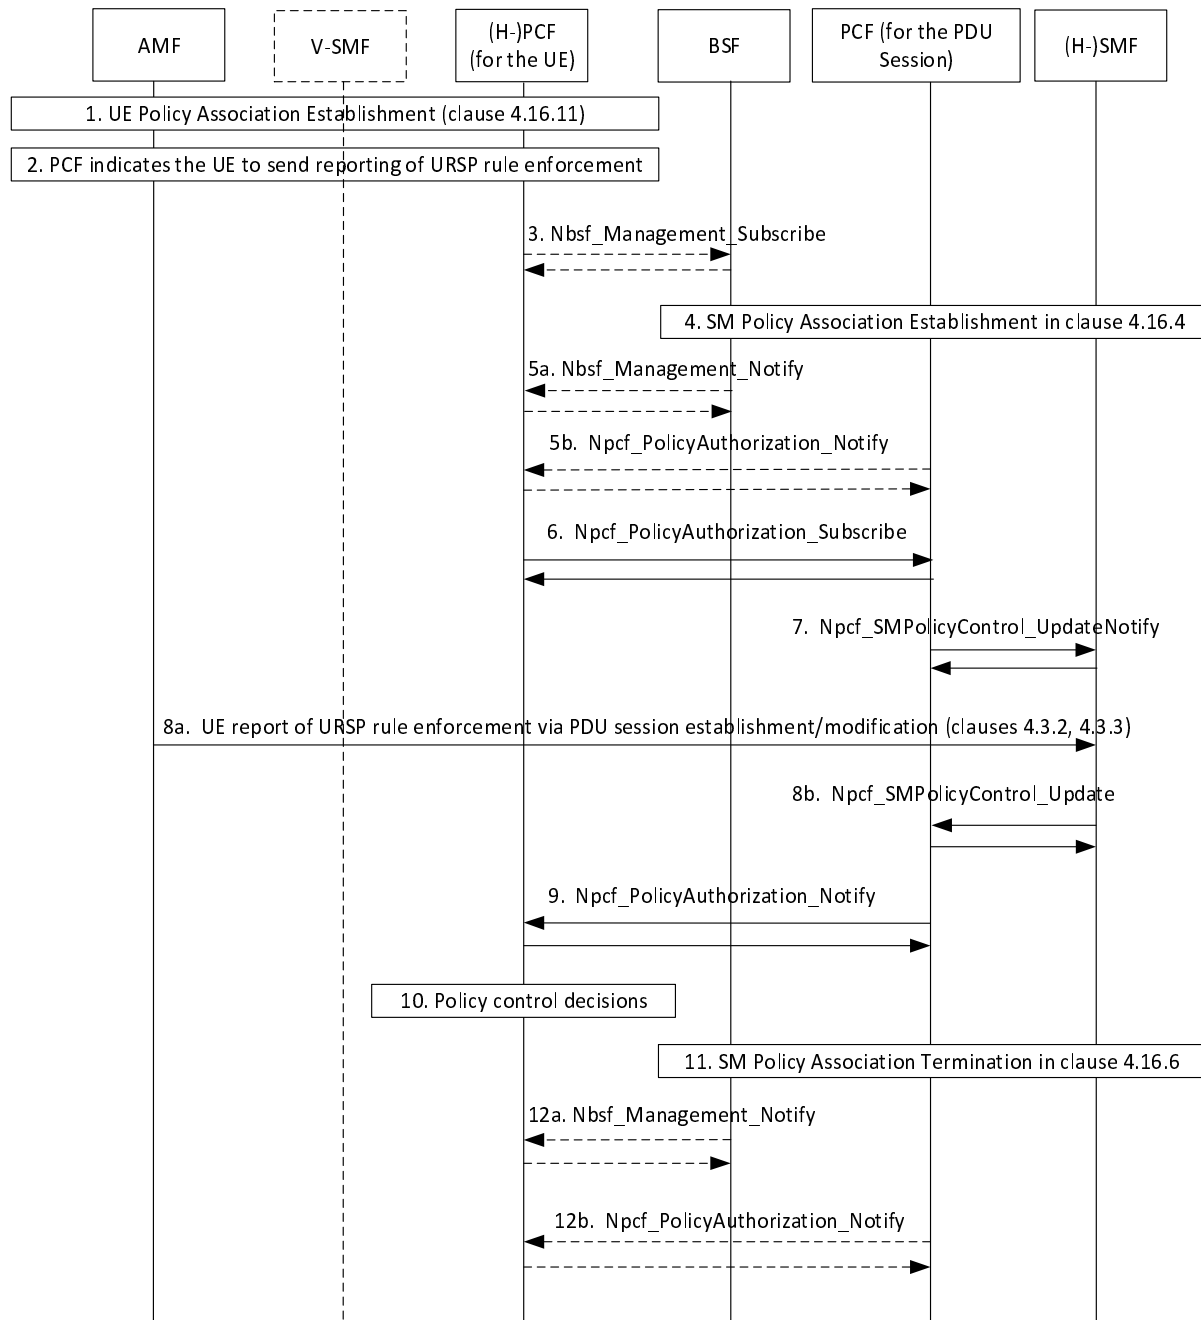 AMF
V-SMF
(H-)PCF
(for the UE)
BSF
PCF (for the PDU
Session)
(H-)SMF
1. UE Policy Association Establishment (clause 4.16.11)
2. PCF indicates the UE to send reporting of URSP rule enforcement
3. Nbsf_Management_Subscribe
4. SM Policy Association Establishment in clause 4.16.4
5a. Nbsf_Management_Notify
5b. Npcf_PolicyAuthorization_Notify
6. Npcf_PolicyAuthorization_Subscribe
7. Npcf_SMPolicyControl_UpdateNotify
8a. UE report of URSP rule enforcement via PDU session establishment/modification (clauses 4.3.2, 4.3.3)
8b. Npcf_SMPolicyControl_Update
9. Npcf_PolicyAuthorization_Notify
10. Policy control decisions
11. SM Policy Association Termination in clause 4.16.6
12a. Nbsf_Management_Notify
12b. Npcf_PolicyAuthorization_Notify